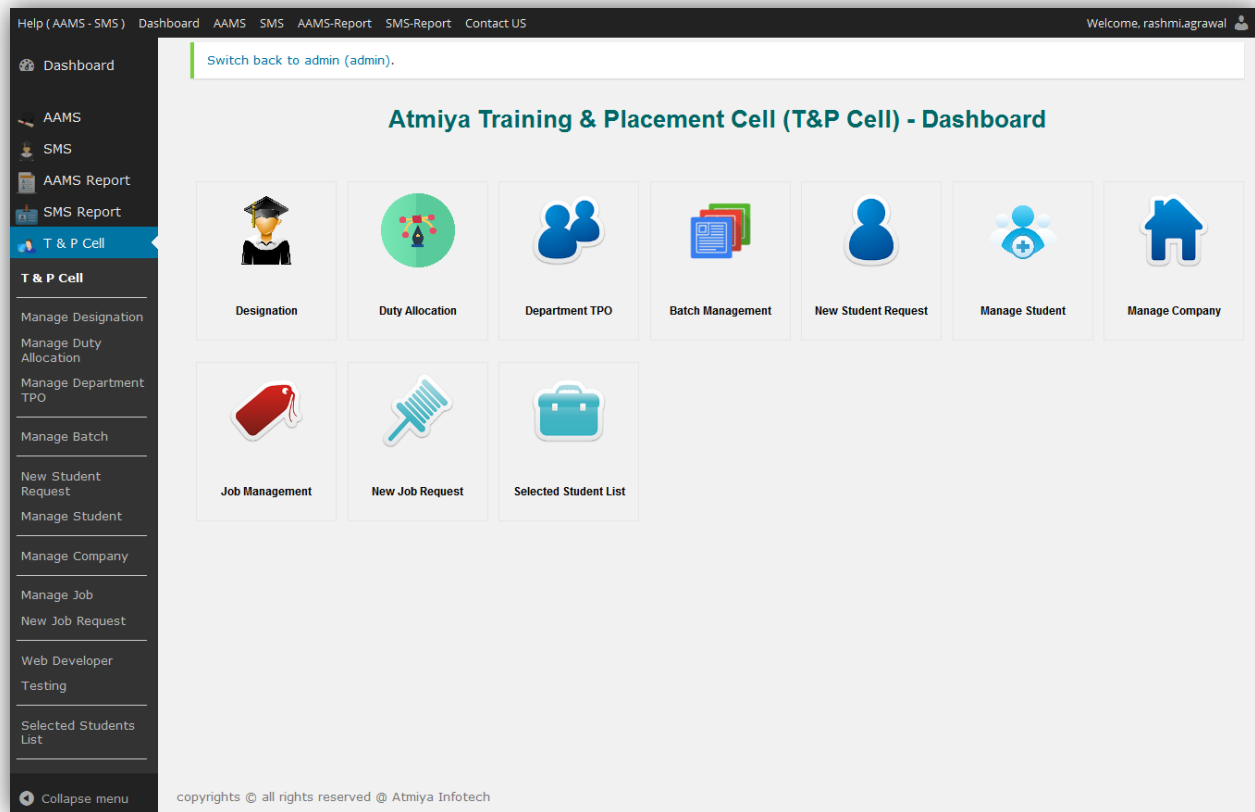 Help ( AAMS - SMS ) Dashboard AAMS SMS AAMS-Report SMS-Report Contact US Welcome, rashmi.agrawal
Dashboard
AAMS
SMS
AAMS Report
SMS Report
T & P Cell
T & P Cell
Manage Designation
Manage Duty
Allocation
Manage Department
TPO
Manage Batch
New Student
Request
Manage Student
Manage Company
Manage Job
New Job Request
Web Developer
Testing
Selected Students
List
Collapse menu
Switch back to admin (admin).
Atmiya Training & Placement Cell (T&P Cell) - Dashboard
Designation Duty Allocation Department TPO Batch Management New Student Request Manage Student Manage Company
Job Management New Job Request Selected Student List
copyrights © all rights reserved @ Atmiya Infotech